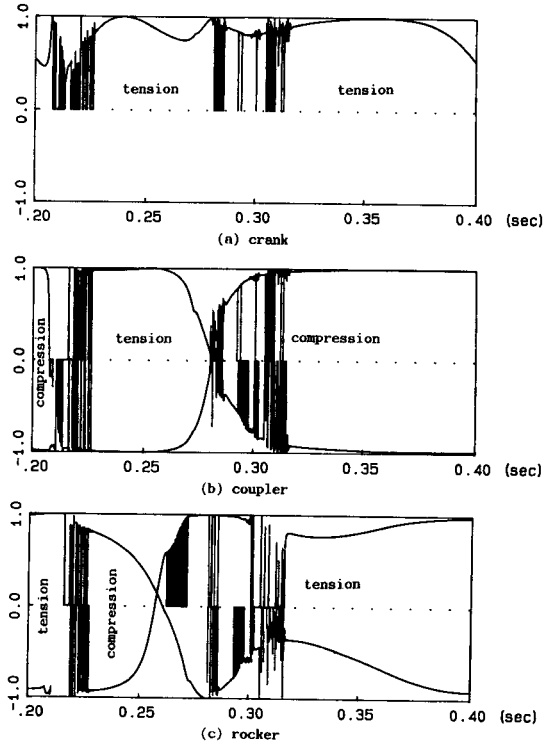 1.0
0.0
-1.0
tension
tension
.20
0.25
0.30
0.35
0.40 (sec)
(a) crank
1.0
0.0
-1.0
compression
tension
compression
0.20
0.25
0.30
0.35
0.40 (sec)
(b) coupler
1.0
0.0
-1.0
tension
compression
tension
.20
0.25
0.30
0.35
0.40 (sec)
(c) rocker